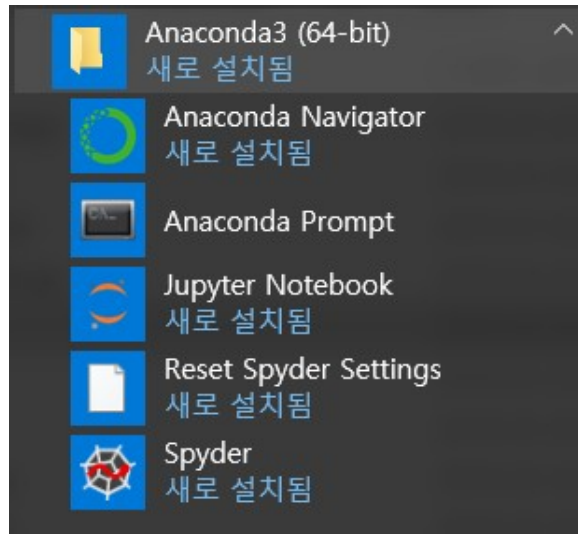 Anaconda3 (64-bit)
새로 설치됨
Anaconda Navigator
새로 설치됨
Anaconda Prompt
Jupyter Notebook
새로 설치됨
Reset Spyder Settings
새로 설치됨
Spyder
새로 설치됨